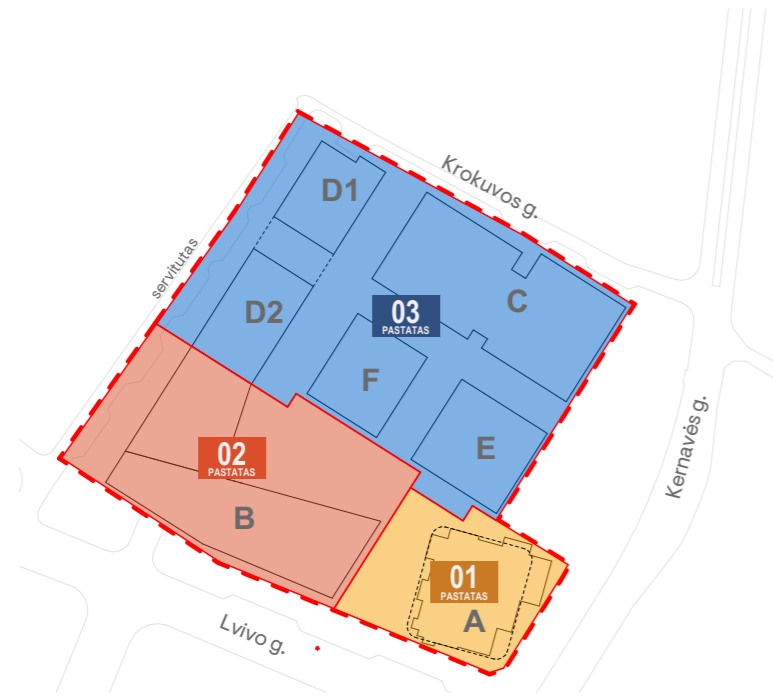 Krokuvos g.
D1
servitutas
C
03
PASTATAS
D2
F
E
Kernavės g.
02
PASTATAS
B
01
PASTATAS
A
Lvivo g.